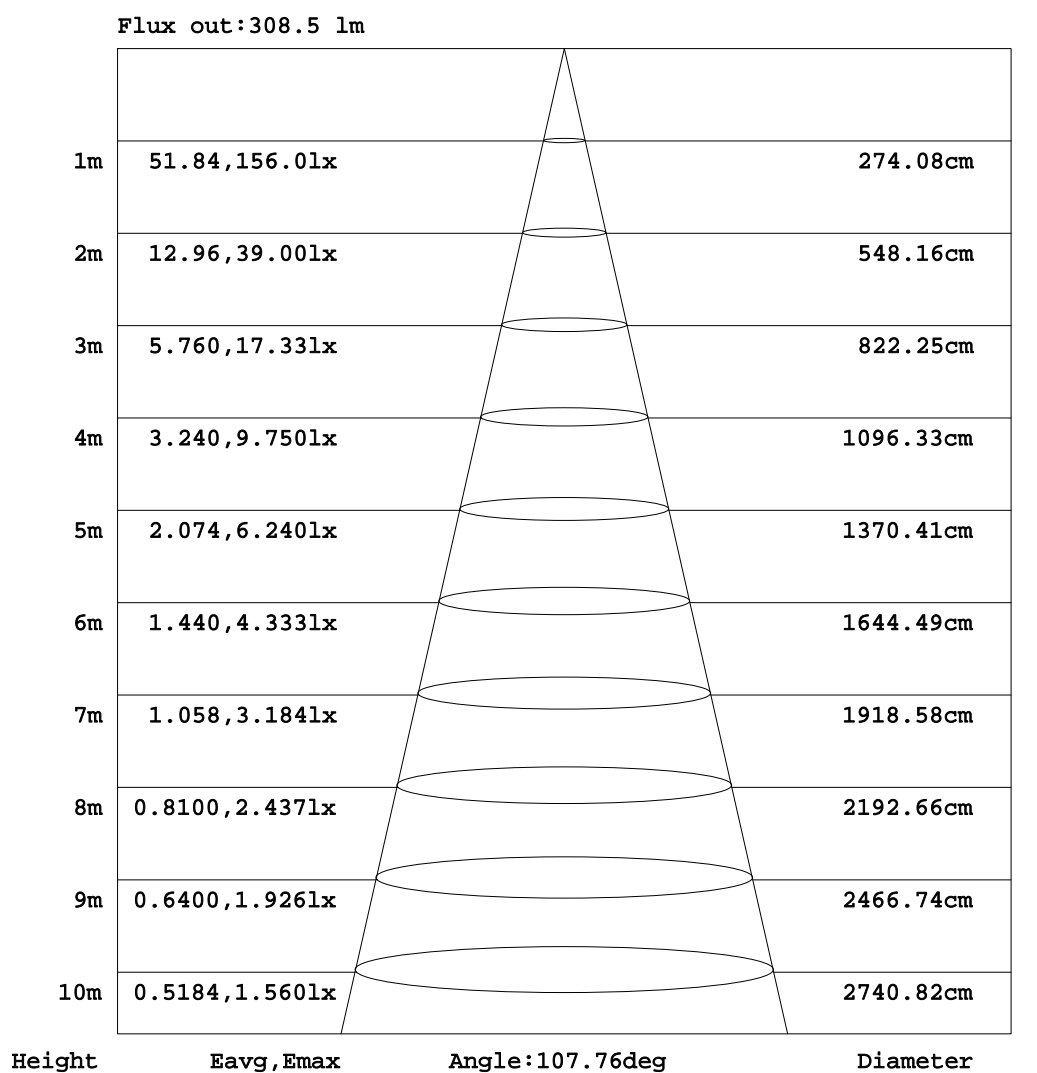 Flux out:308.5 lm
1m 51.84,156.0lx 274.08cm
2m 12.96,39.00lx 548.16cm
3m 5.760,17.33lx 822.25cm
4m 3.240,9.750lx 1096.33cm
5m 2.074,6.240lx 1370.41cm
6m 1.440,4.333lx 1644.49cm
7m 1.058,3.184lx 1918.58cm
8m 0.8100,2.437lx 2192.66cm
9m 0.6400,1.926lx 2466.74cm
10m 0.5184,1.560lx 2740.82cm
Height Eavg,Emax Angle:107.76deg Diameter